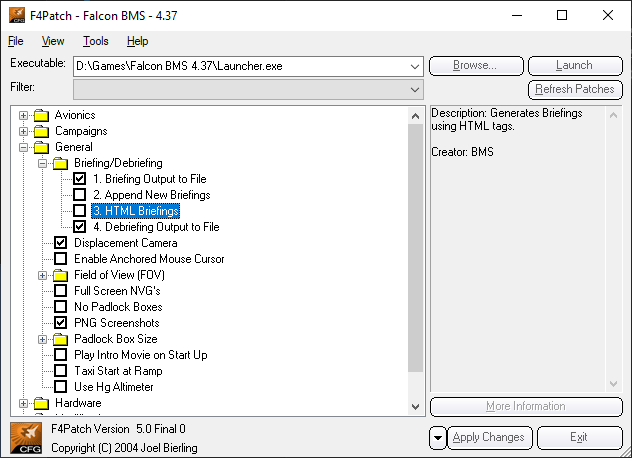 F4Patch - Falcon BMS - 4.37
File View Tools Help
Executable: D:\Games\Falcon BMS 4.37\Launcher.exe Browse... Launch
Filter: Refresh Patches
Avionics
Campaigns
General
Briefing/Debriefing
1. Briefing Output to File
2. Append New Briefings
3. HTML Briefings
4. Debriefing Output to File
Displacement Camera
Enable Anchored Mouse Cursor
Field of View (FOV)
Full Screen NVG's
No Padlock Boxes
PNG Screenshots
Padlock Box Size
Play Intro Movie on Start Up
Taxi Start at Ramp
Use Hg Altimeter
Hardware
Description: Generates Briefings
using HTML tags.
Creator: BMS
More Information
CFG
F4Patch Version 5.0 Final 0
Copyright (C) 2004 Joel Bierling
Apply Changes Exit